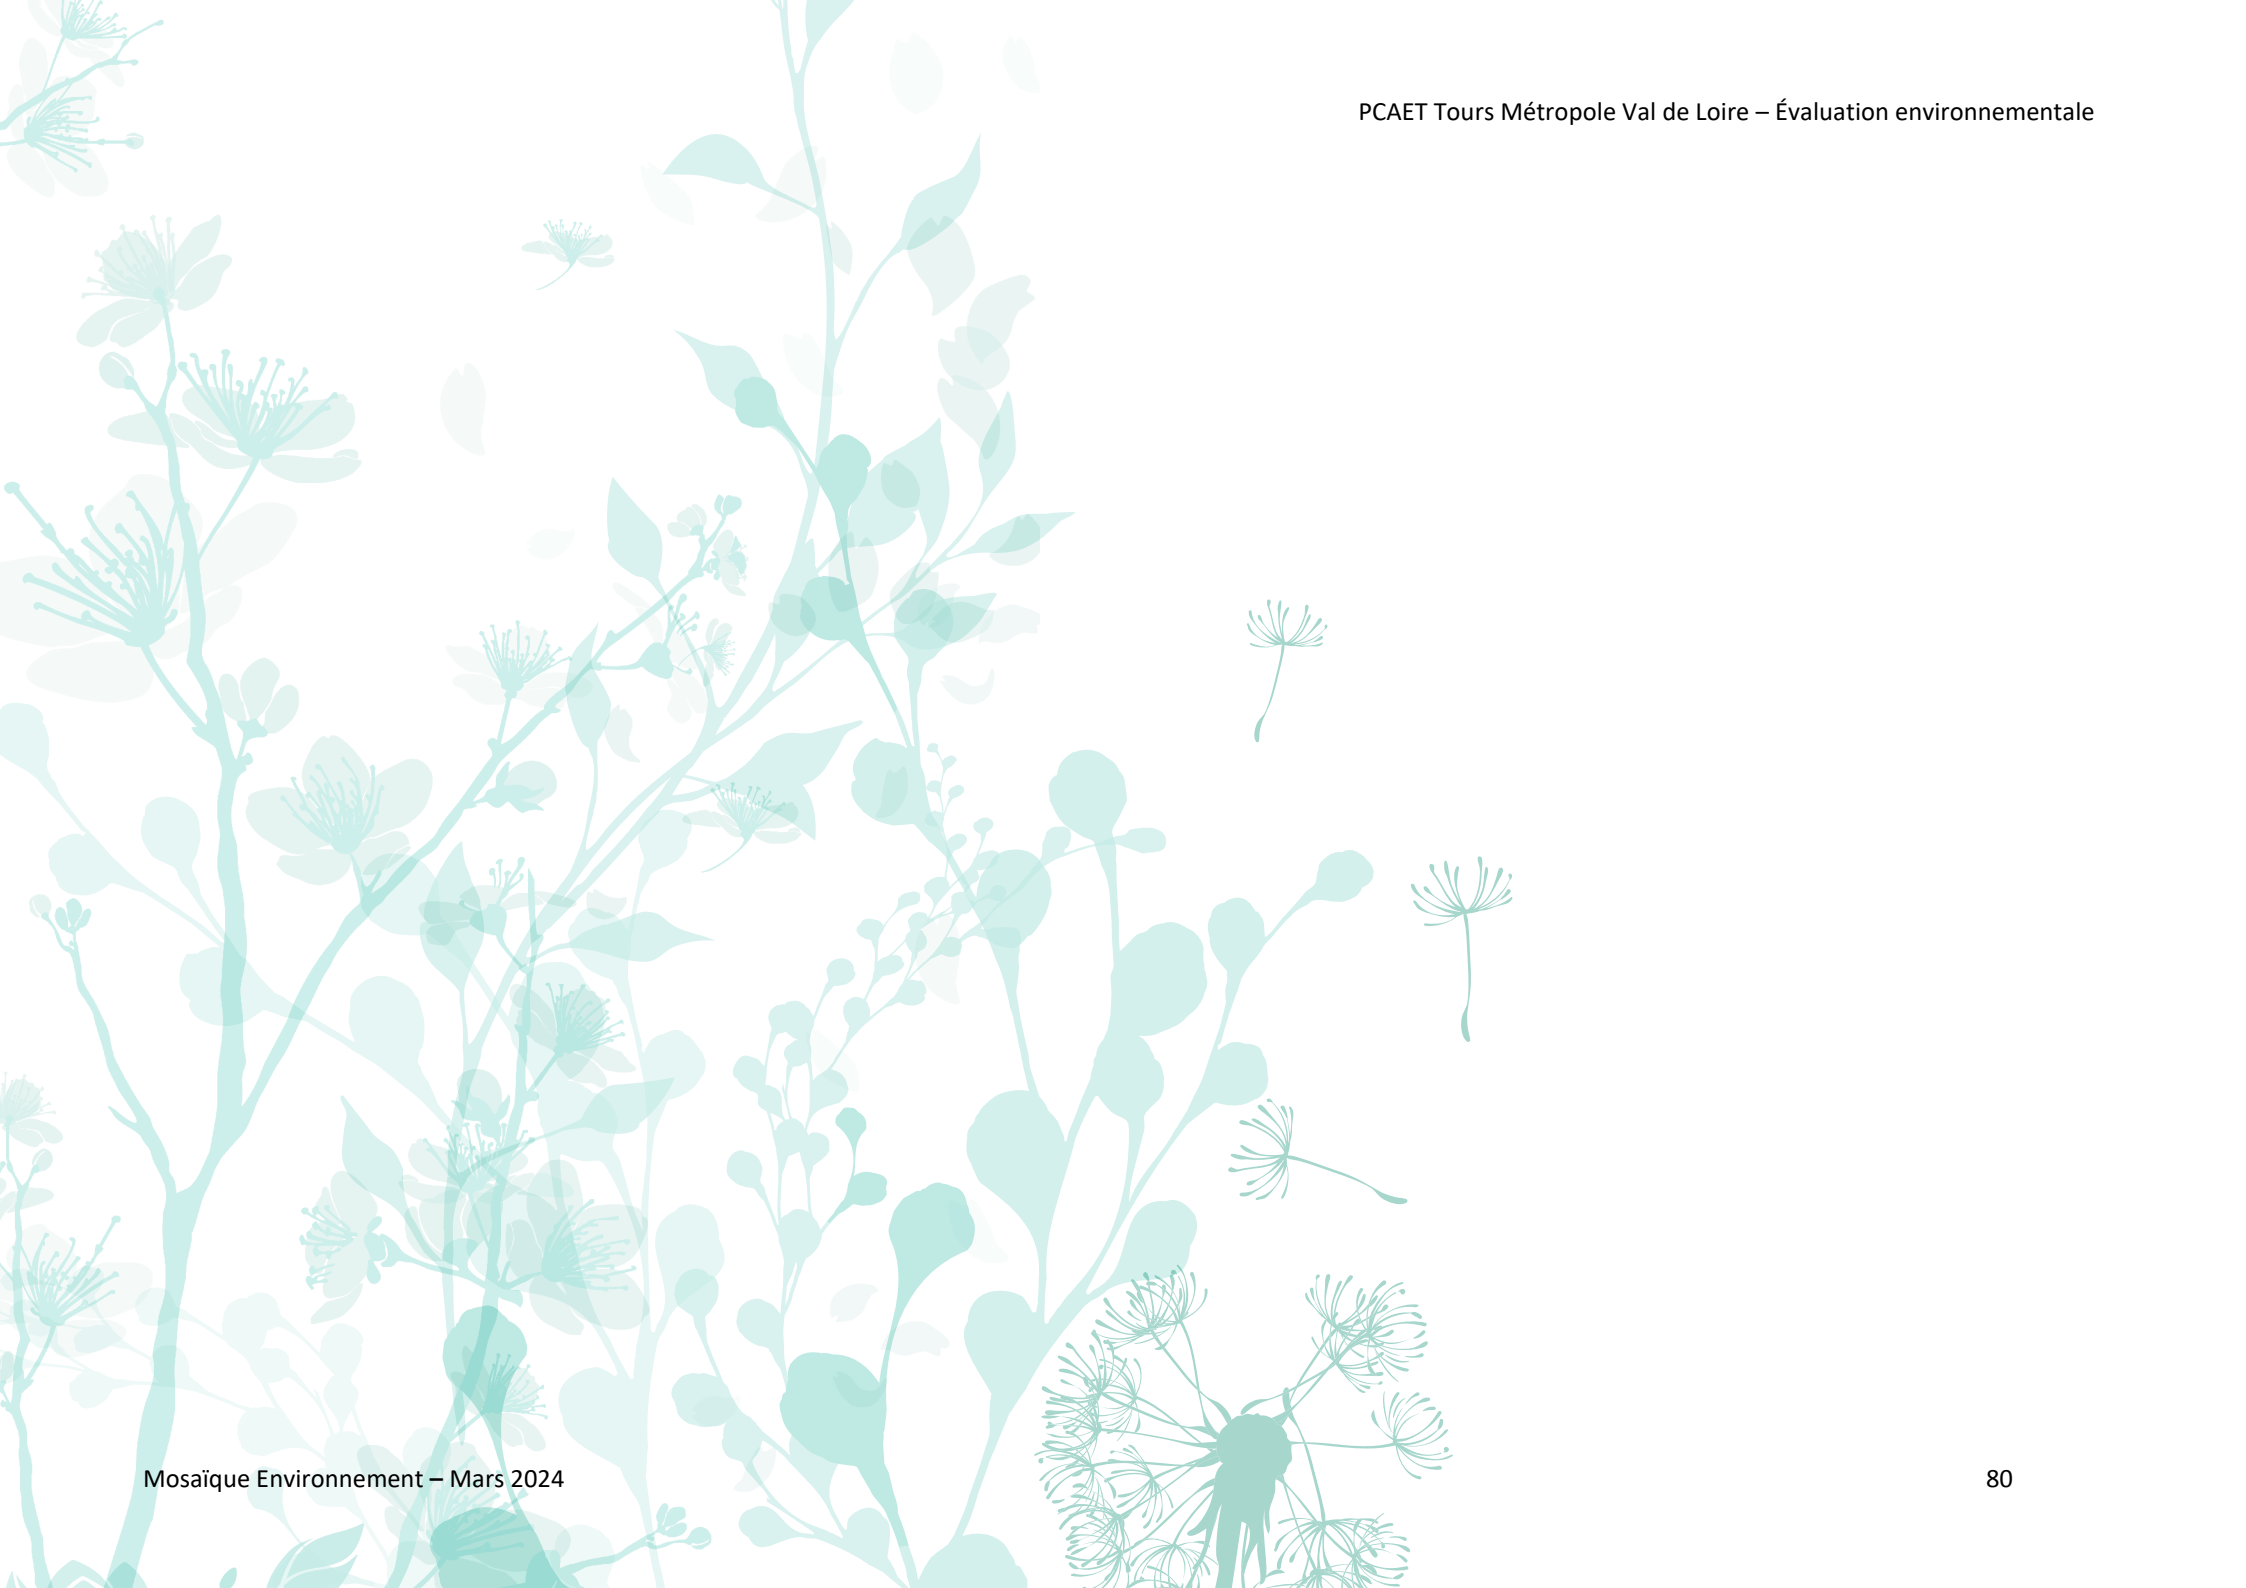 PCAET Tours Métropole Val de Loire – Évaluation environnementale
Mosaïque Environnement – Mars 2024
80